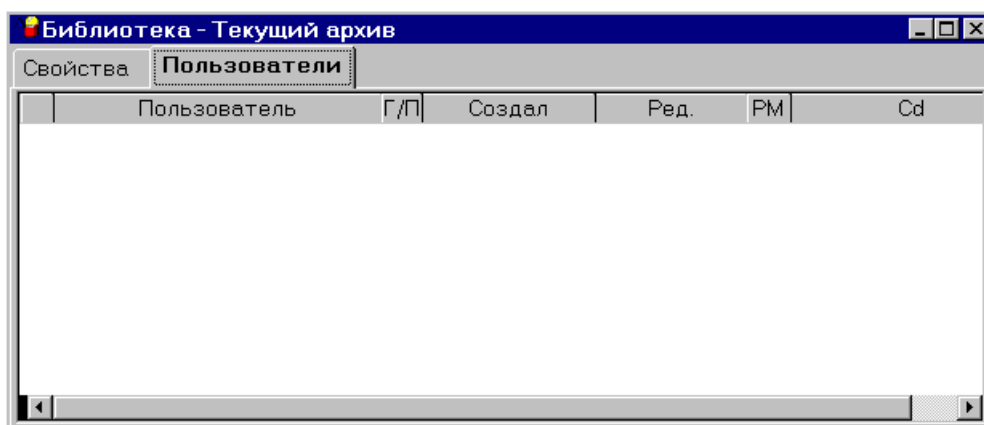 Библиотека - Текущий архив
Свойства Пользователи
Пользователь Г/П Создал Ред. РМ Cd